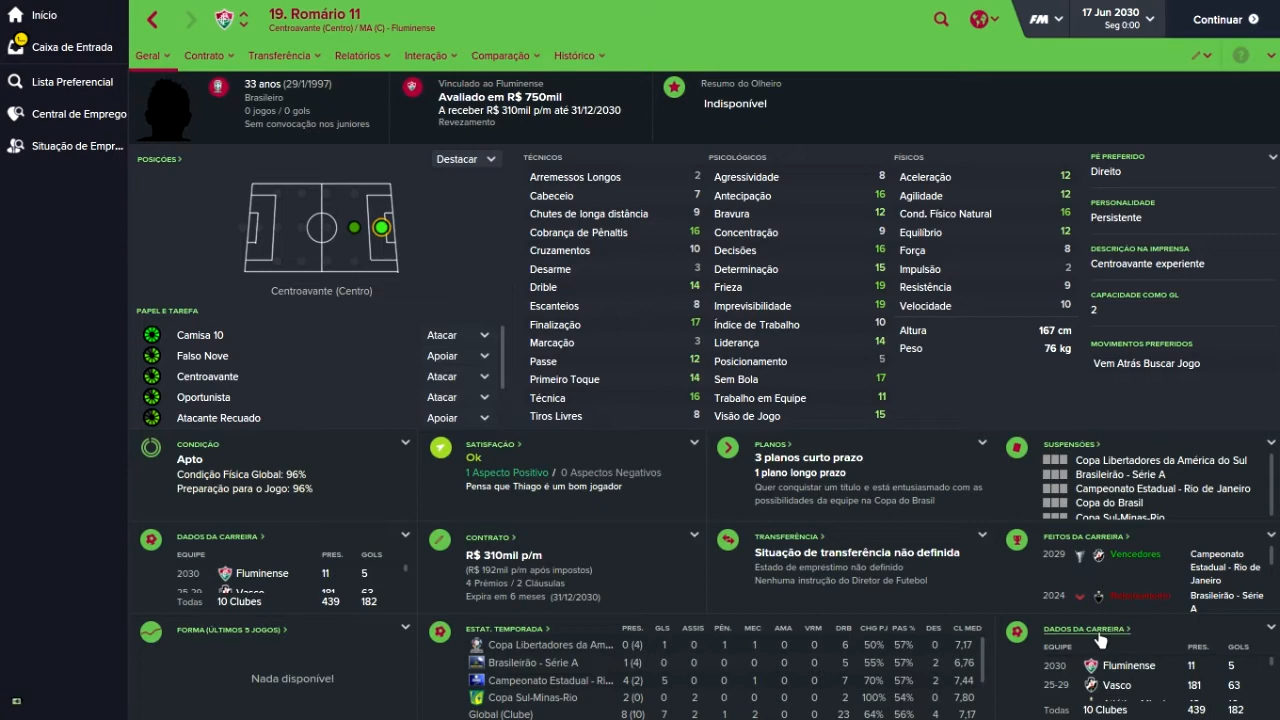 Início
Caixa de Entrada
Lista Preferencial
Central de Emprego
Situação de Empr...
19. Romário 11
Centroavante (Centro) / MA (C) - Fluminense
FM
17 Jun 2030
Seg 0:00
Continuar
Geral
Contrato
Transferência
Relatórios
Interação
Comparação
Histórico
33 anos (29/1/1997)
Brasileiro
0 jogos / 0 gols
Sem convocação nos juniores
Vinculado ao Fluminense
Avaliado em R$ 750mil
A receber R$ 310mil p/m até 31/12/2030
Revezamento
Resumo do Olheiro
Indisponível
POSIÇÕES
Destacar
Centroavante (Centro)
PAPEL E TAREFA
Camisa 10 Atacar
Falso Nove Apoiar
Centroavante Atacar
Oportunista Atacar
Atacante Recuado Apoiar
TÉCNICOS
Arremessos Longos 2
Cabeceio 7
Chutes de longa distância 9
Cobrança de Pênaltis 16
Cruzamentos 10
Desarme 3
Drible 14
Escanteios 8
Finalização 17
Marcação 3
Passe 12
Primeiro Toque 14
Técnica 16
Tiros Livres 8
PSICOLÓGICOS
Agressividade 8
Antecipação 16
Bravura 12
Concentração 9
Decisões 16
Determinação 15
Frieza 19
Imprevisibilidade 19
Índice de Trabalho 10
Liderança 14
Posicionamento 5
Sem Bola 17
Trabalho em Equipe 11
Visão de Jogo 15
FÍSICOS
Aceleração 12
Agilidade 12
Cond. Físico Natural 16
Equilíbrio 12
Força 8
Impulsão 2
Resistência 9
Velocidade 10
Altura 167 cm
Peso 76 kg
PÉ PREFERIDO
Direito
PERSONALIDADE
Persistente
DESCRIÇÃO NA IMPRENSA
Centroavante experiente
CAPACIDADE COMO GL
2
MOVIMENTOS PREFERIDOS
Vem Atrás Buscar Jogo
CONDIÇÃO
Apto
Condição Física Global: 96%
Preparação para o Jogo: 96%
SATISFAÇÃO
Ok
1 Aspecto Positivo / 0 Aspectos Negativos
Pensa que Thiago é um bom jogador
PLANOS
3 planos curto prazo
1 plano longo prazo
Quer conquistar um título e está entusiasmado com as
possibilidades da equipe na Copa do Brasil
SUSPENSÕES
Copa Libertadores da América do Sul
Brasileirão - Série A
Campeonato Estadual - Rio de Janeiro
Copa do Brasil
Copa Sul-Minas-Rio
DADOS DA CARREIRA
EQUIPE PRES. GOLS
2030 Fluminense 11 5
25-29 Vasco 181 63
Todas 10 Clubes 439 182
CONTRATO
R$ 310mil p/m
(R$ 192mil p/m após impostos)
4 Prêmios / 2 Cláusulas
Expira em 6 meses (31/12/2030)
TRANSFERÊNCIA
Situação de transferência não definida
Estado de empréstimo não definido
Nenhuma instrução do Diretor de Futebol
FEITOS DA CARREIRA
2029 Vencedores Campeonato
Estadual - Rio de
Janeiro
2024 Brasileirão - Série
A
FORMA (ÚLTIMOS 5 JOGOS)
Nada disponível
ESTAT. TEMPORADA PRES. GLS ASSIS PÊN. MEC AMA VRM DRB CHG PJ PAS % DES CL MED
Copa Libertadores da Am... 0 (4) 1 0 1 1 0 0 6 50% 57% 0 7,17
Brasileirão - Série A 1 (4) 0 0 0 0 0 0 5 55% 57% 2 6,76
Campeonato Estadual - Ri... 4 (2) 5 0 0 1 0 0 7 70% 57% 2 7,44
Copa Sul-Minas-Rio 2 (0) 0 2 0 0 0 0 2 100% 54% 0 7,80
Global (Clube) 8 (10) 7 2 1 2 0 0 23 64% 56% 4 7,17
DADOS DA CARREIRA
EQUIPE PRES. GOLS
2030 Fluminense 11 5
25-29 Vasco 181 63
Todas 10 Clubes 439 182